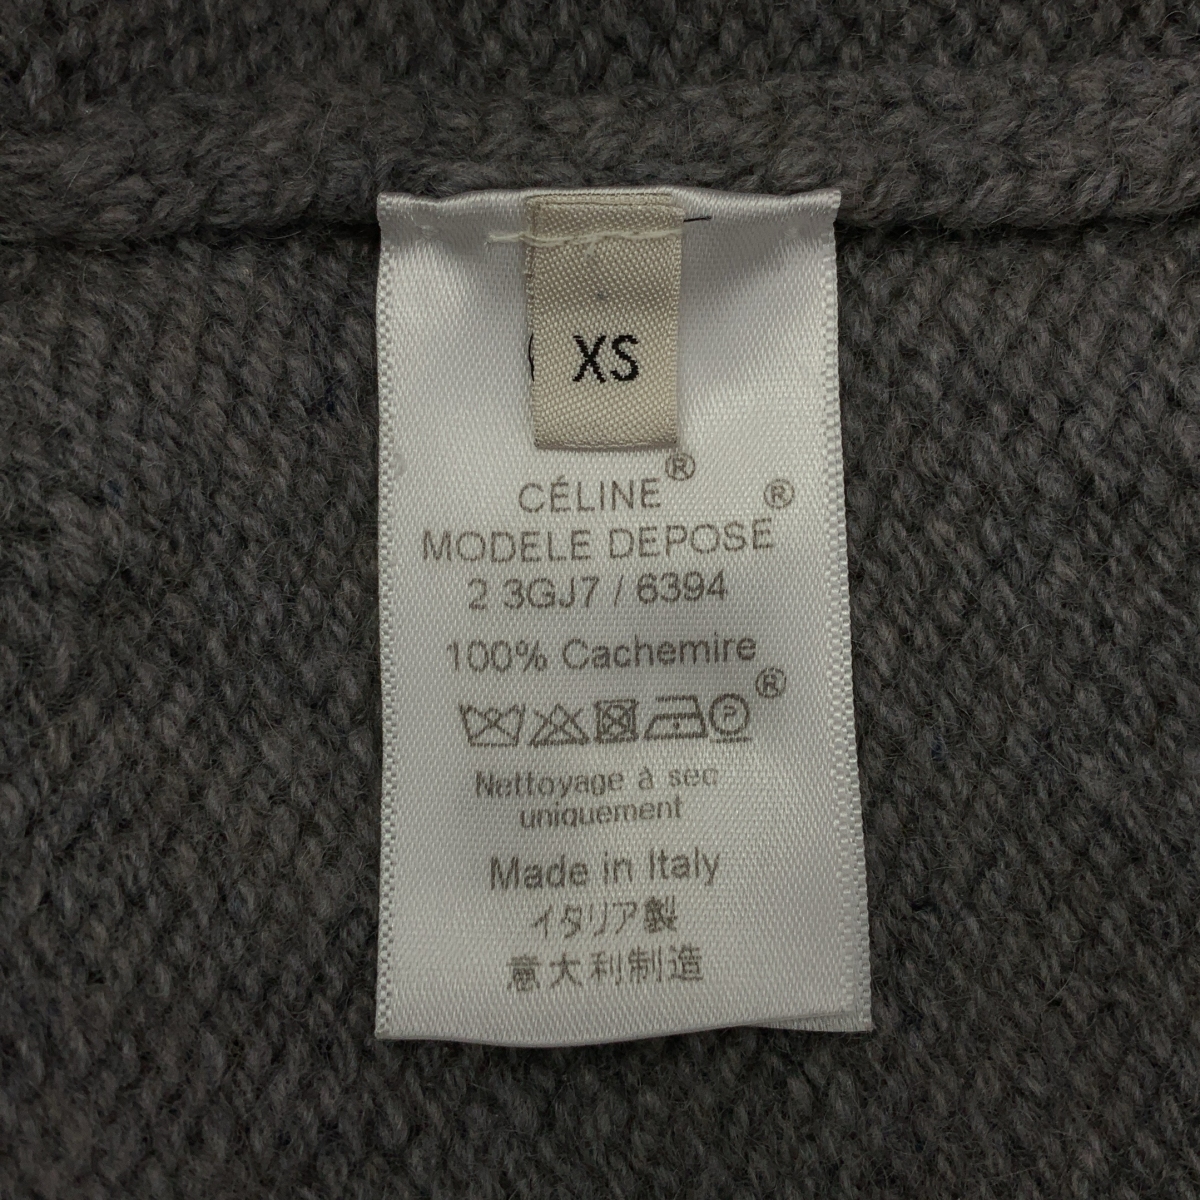 XS
CÉLINE®
MODELE DEPOSE®
2 3GJ7 / 6394
100% Cachemire
P ®
Nettoyage à sec
uniquement
Made in Italy
イタリア製
意大利制造